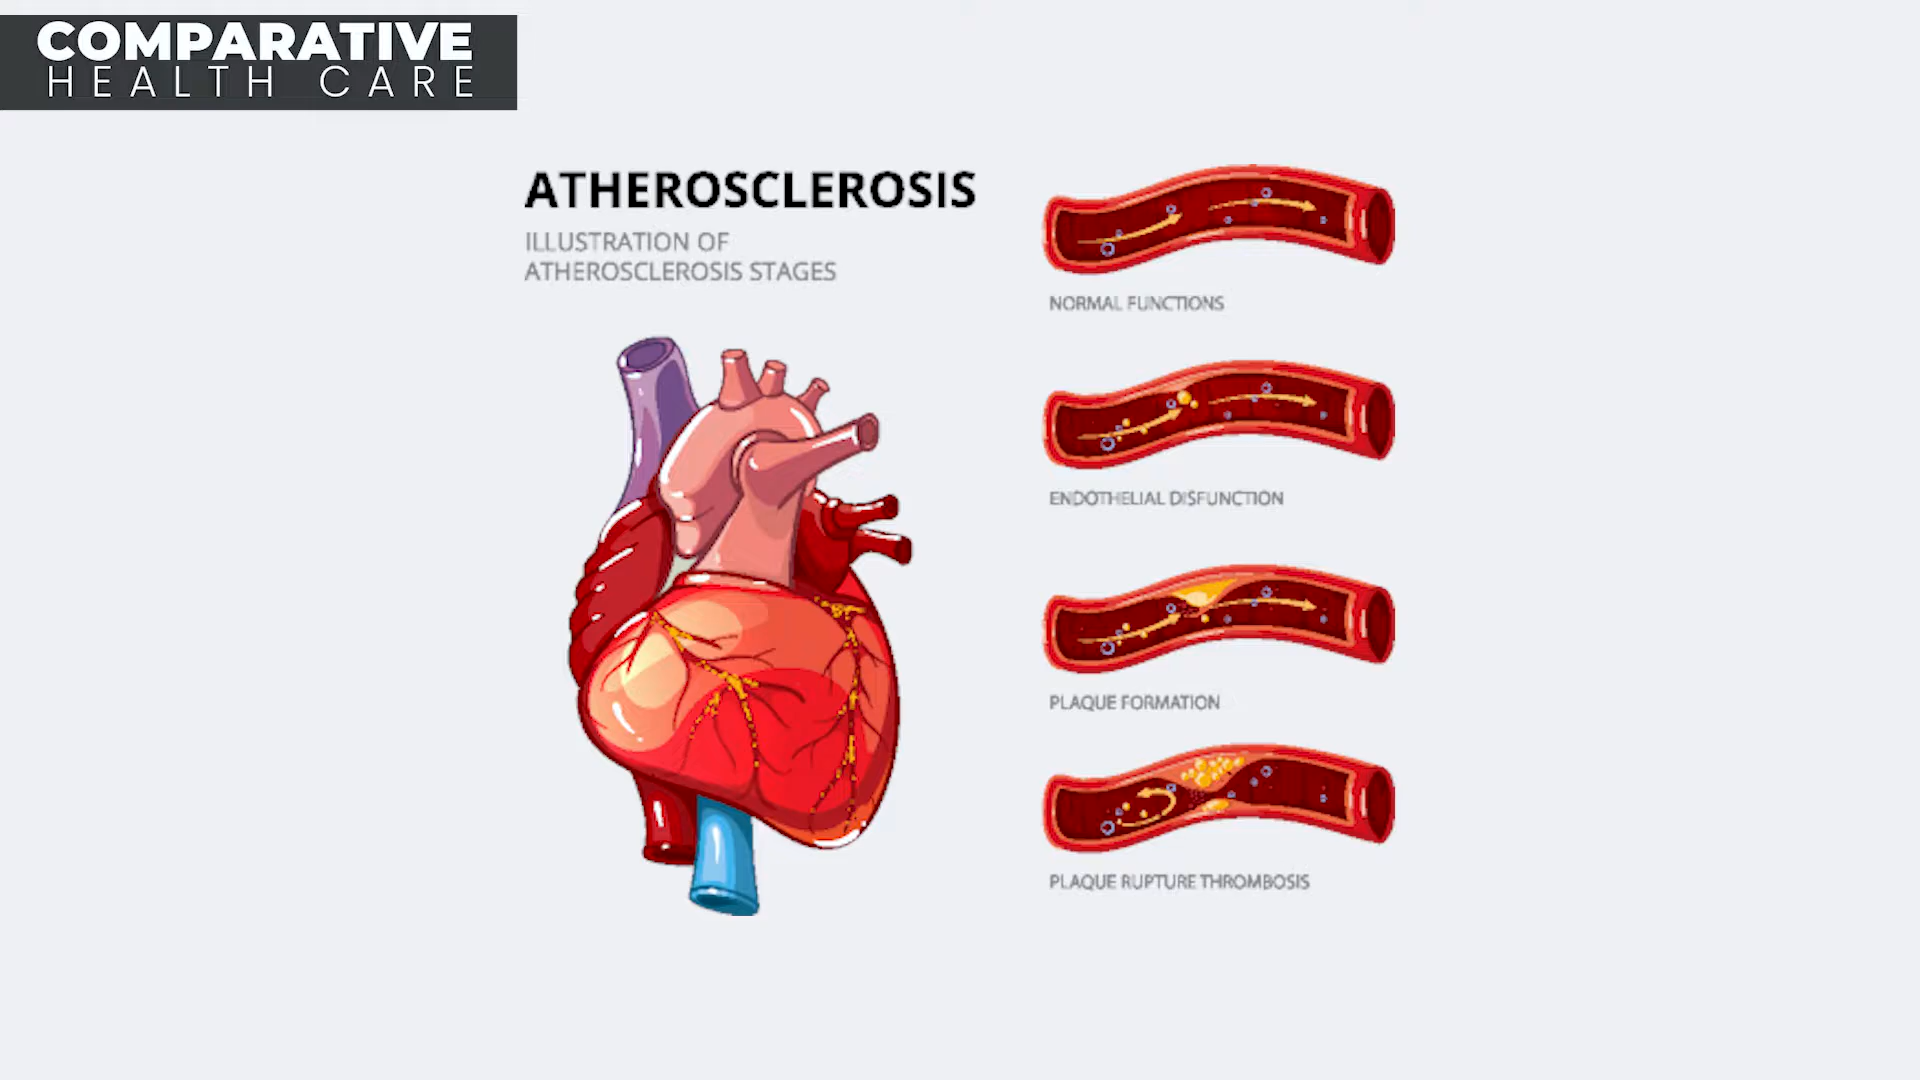 COMPARATIVE
HEALTH CARE
ATHEROSCLEROSIS
ILLUSTRATION OF
ATHEROSCLEROSIS STAGES
NORMAL FUNCTIONS
ENDOTHELIAL DISFUNCTION
PLAQUE FORMATION
PLAQUE RUPTURE THROMBOSIS